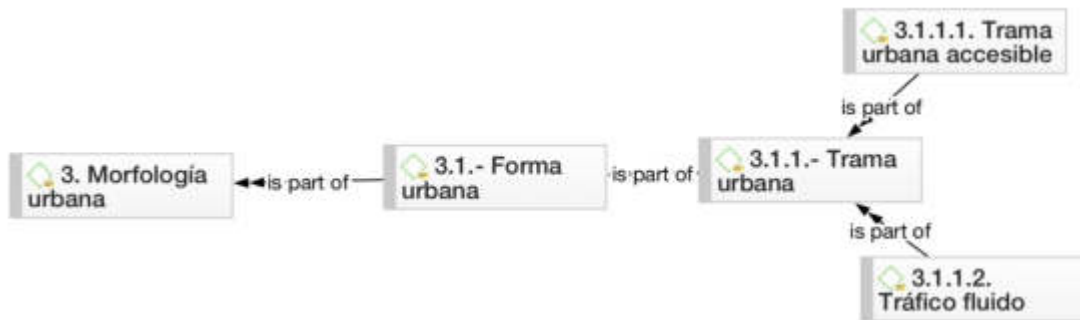 3.1.1.1. Trama
urbana accesible
is part of
3. Morfología
urbana
is part of
3.1.- Forma
urbana
is part of
3.1.1.- Trama
urbana
is part of
3.1.1.2.
Tráfico fluido